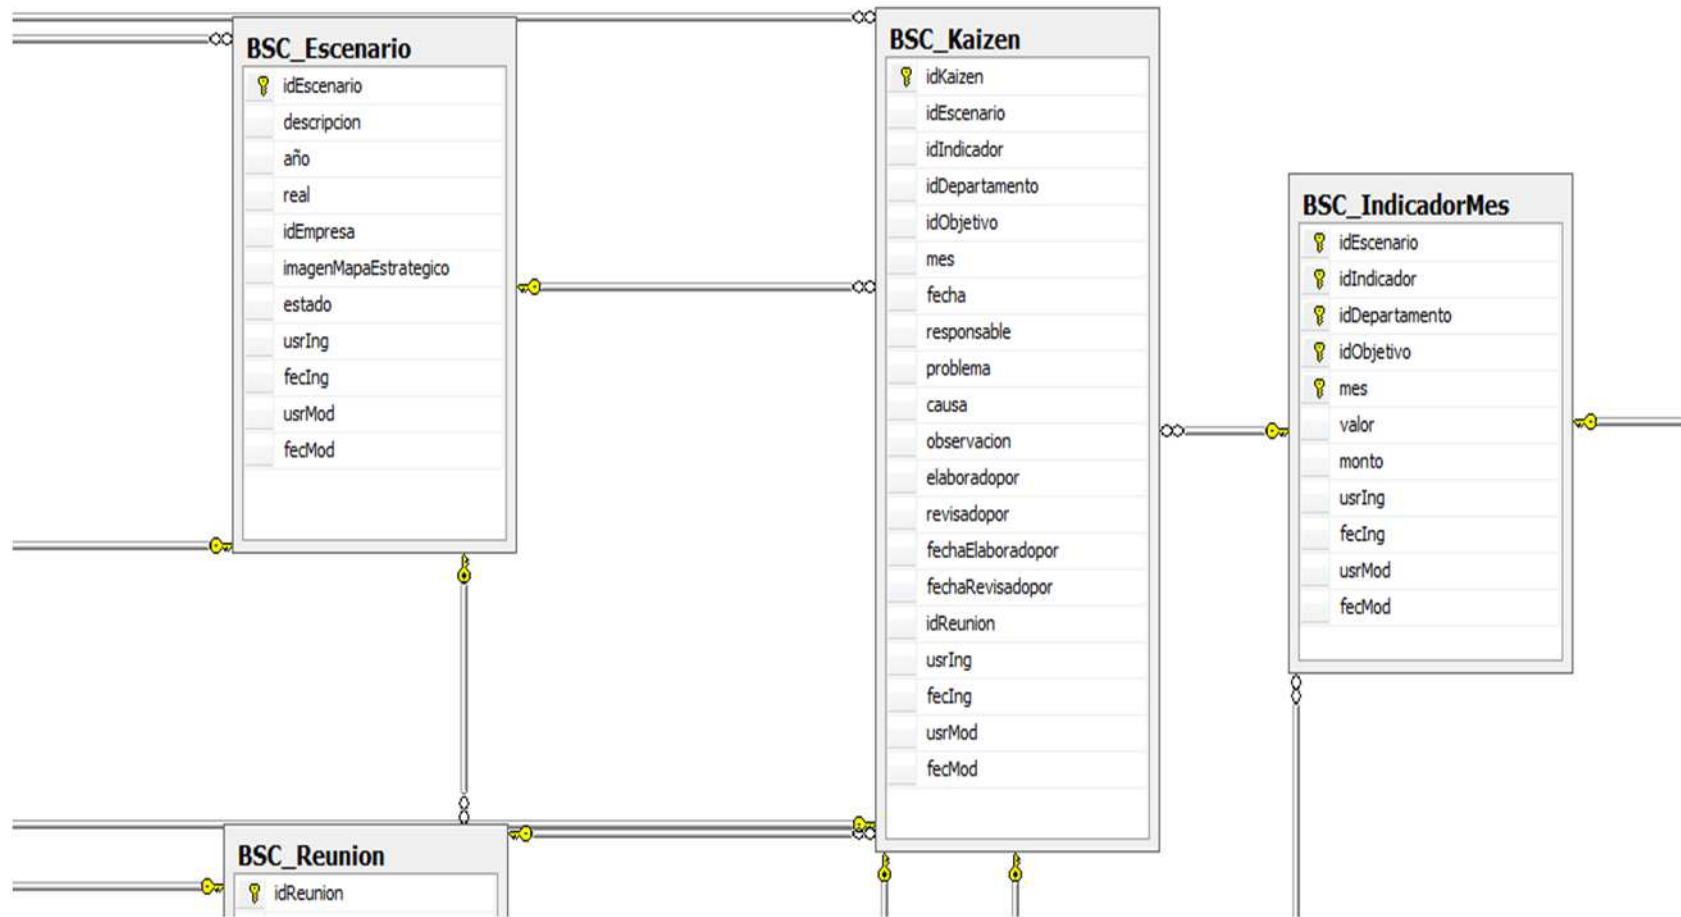 BSC_Escenario
idEscenario
descripcion
año
real
idEmpresa
imagenMapaEstrategico
estado
usrIng
fecIng
usrMod
fecMod
BSC_Kaizen
idKaizen
idEscenario
idIndicador
idDepartamento
idObjetivo
mes
fecha
responsable
problema
causa
observacion
elaboradopor
revisadopor
fechaElaboradopor
fechaRevisadopor
idReunion
usrIng
fecIng
usrMod
fecMod
BSC_IndicadorMes
idEscenario
idIndicador
idDepartamento
idObjetivo
mes
valor
monto
usrIng
fecIng
usrMod
fecMod
BSC_Reunion
idReunion